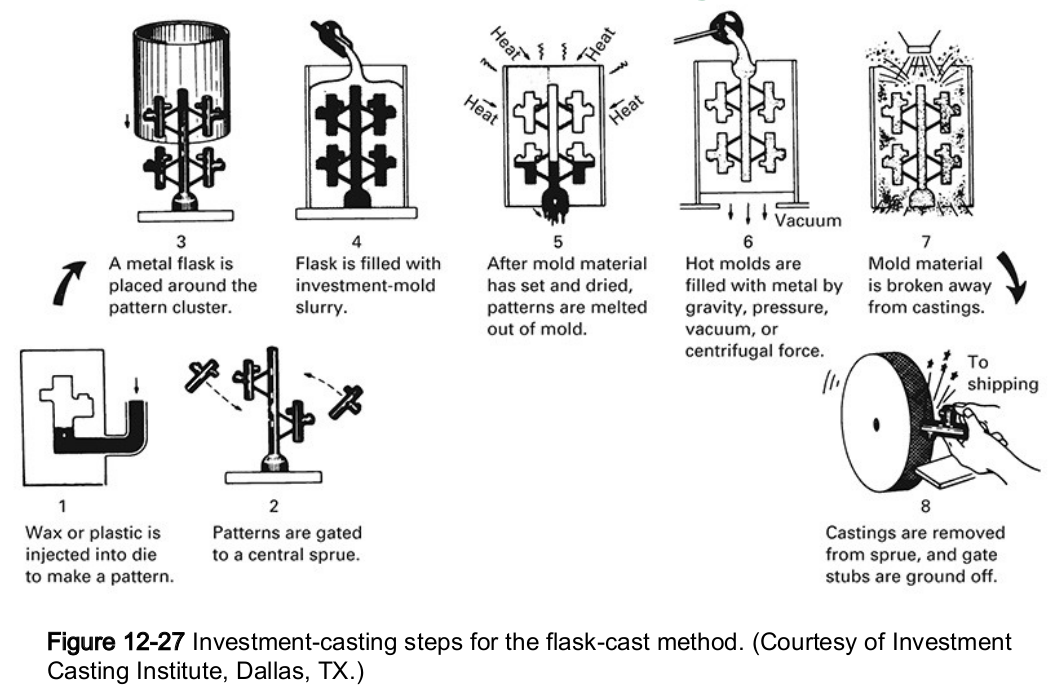 3
A metal flask is
placed around the
pattern cluster.
4
Flask is filled with
investment-mold
slurry.
Heat
Heat
Heat
Heat
5
After mold material
has set and dried,
patterns are melted
out of mold.
Vacuum
6
Hot molds are
filled with metal by
gravity, pressure,
vacuum, or
centrifugal force.
7
Mold material
is broken away
from castings.
1
Wax or plastic is
injected into die
to make a pattern.
2
Patterns are gated
to a central sprue.
To
shipping
8
Castings are removed
from sprue, and gate
stubs are ground off.
Figure 12-27 Investment-casting steps for the flask-cast method. (Courtesy of Investment
Casting Institute, Dallas, TX.)